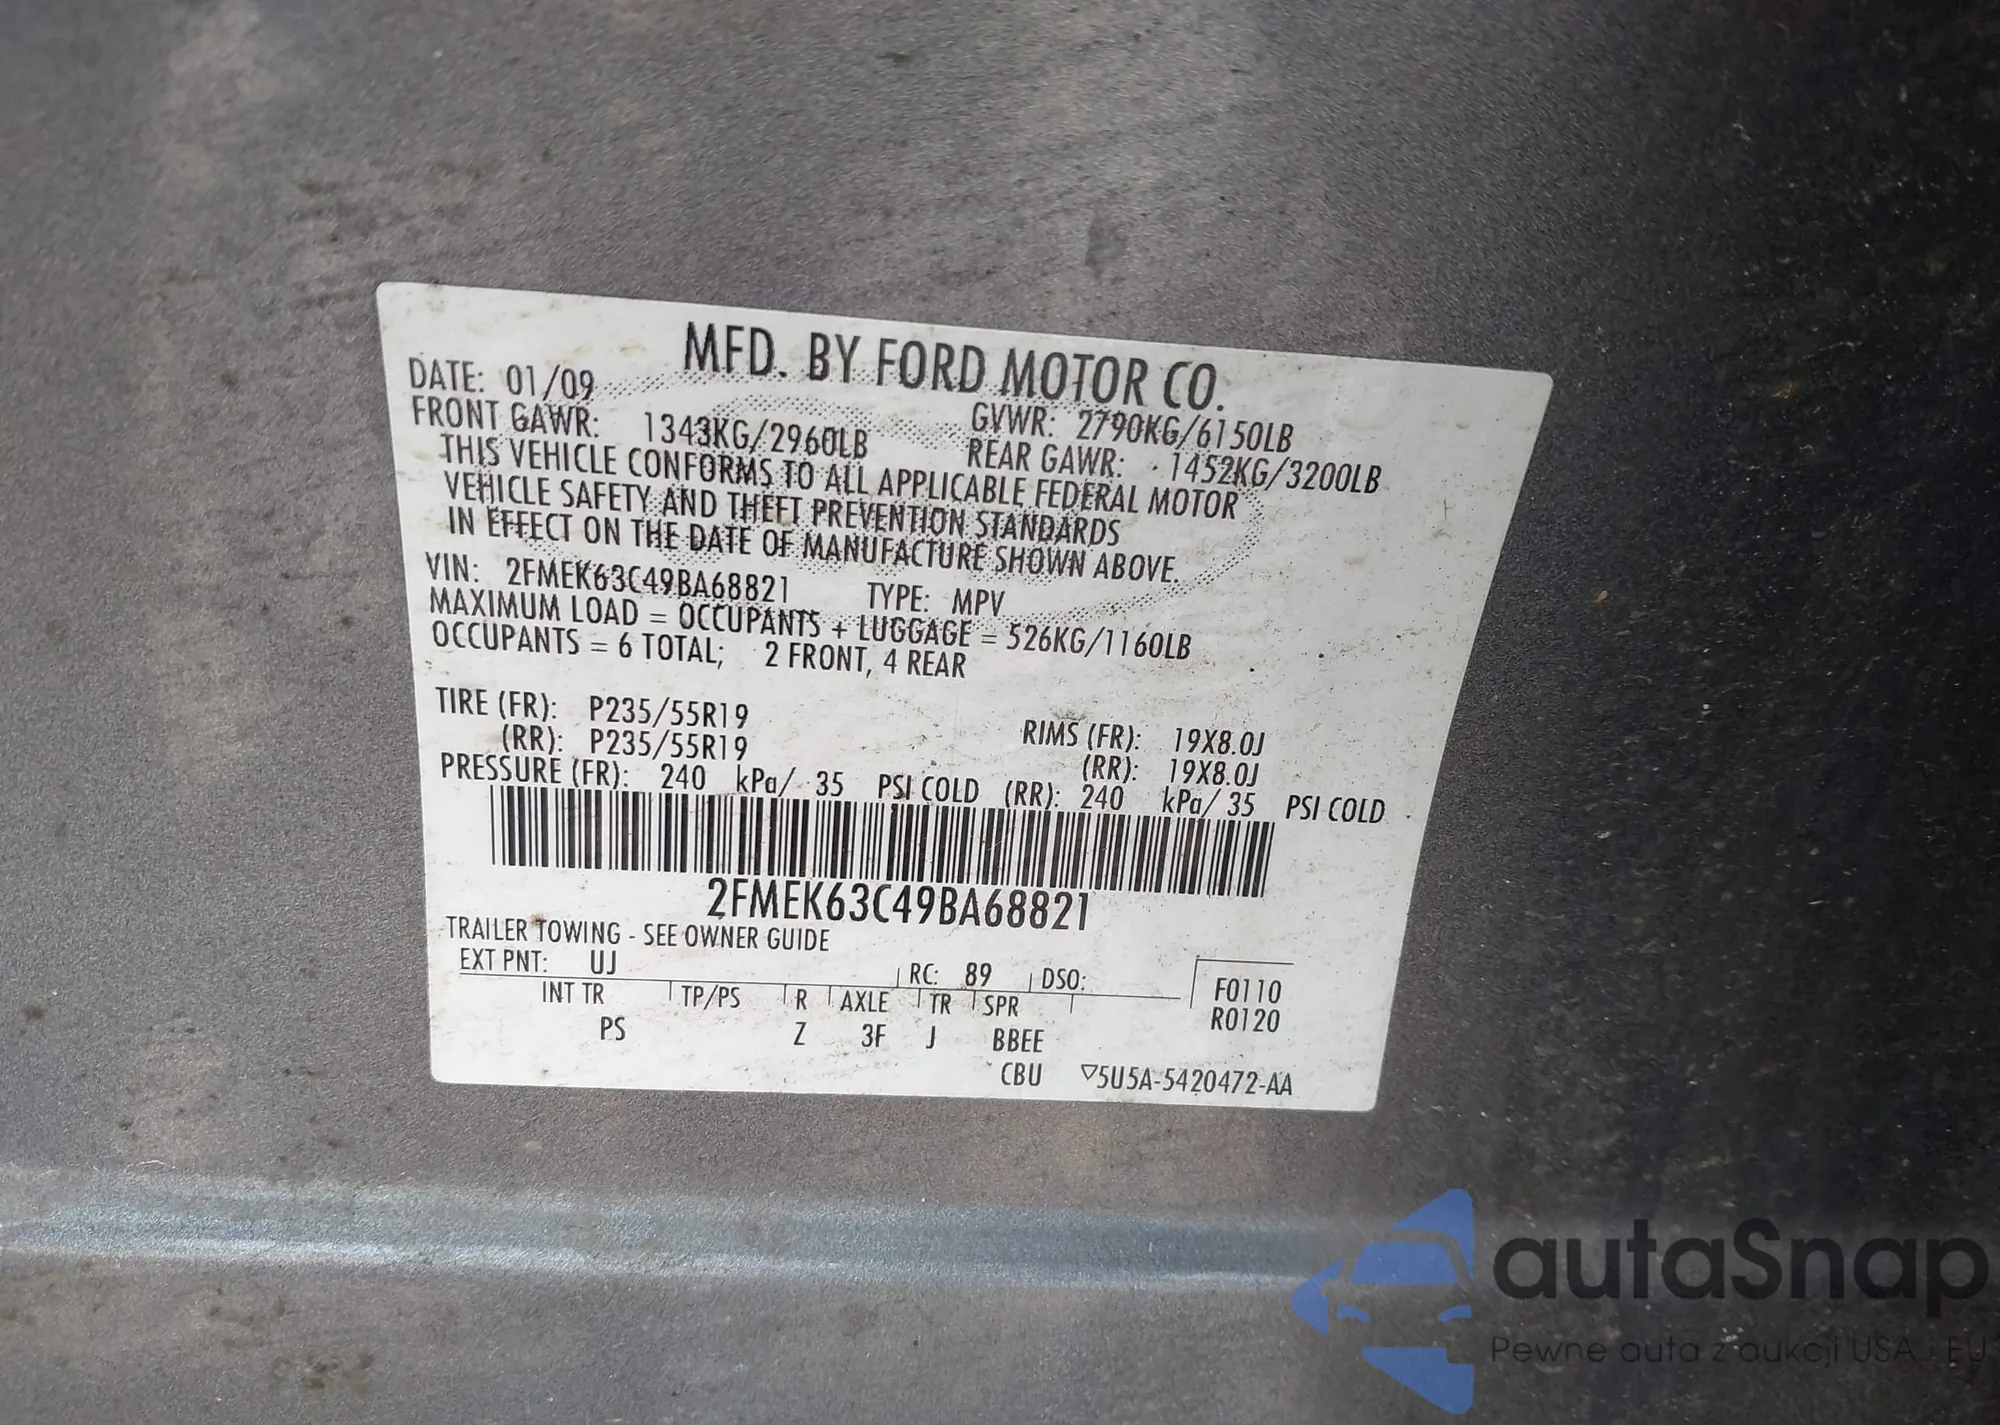 MFD. BY FORD MOTOR CO.
DATE: 01/09
GVWR: 2790KG/6150LB
FRONT GAWR: 1343KG/2960LB
REAR GAWR: 1452KG/3200LB
THIS VEHICLE CONFORMS TO ALL APPLICABLE FEDERAL MOTOR
VEHICLE SAFETY AND THEFT PREVENTION STANDARDS
IN EFFECT ON THE DATE OF MANUFACTURE SHOWN ABOVE.
VIN: 2FMEK63C49BA68821 TYPE: MPV
MAXIMUM LOAD = OCCUPANTS + LUGGAGE = 526KG/1160LB
OCCUPANTS = 6 TOTAL; 2 FRONT, 4 REAR
TIRE (FR): P235/55R19 RIMS (FR): 19X8.0J
(RR): P235/55R19 (RR): 19X8.0J
PRESSURE (FR): 240 kPa/ 35 PSI COLD (RR): 240 kPa/ 35 PSI COLD
2FMEK63C49BA68821
TRAILER TOWING - SEE OWNER GUIDE
EXT PNT: UJ RC: 89 DSO:
F0110
R0120
INT TR TP/PS R AXLE TR SPR
PS Z 3F J BBEE
CBU ▽5U5A-5420472-AA
autaSnap
Pewne auta z aukcji USA i EU